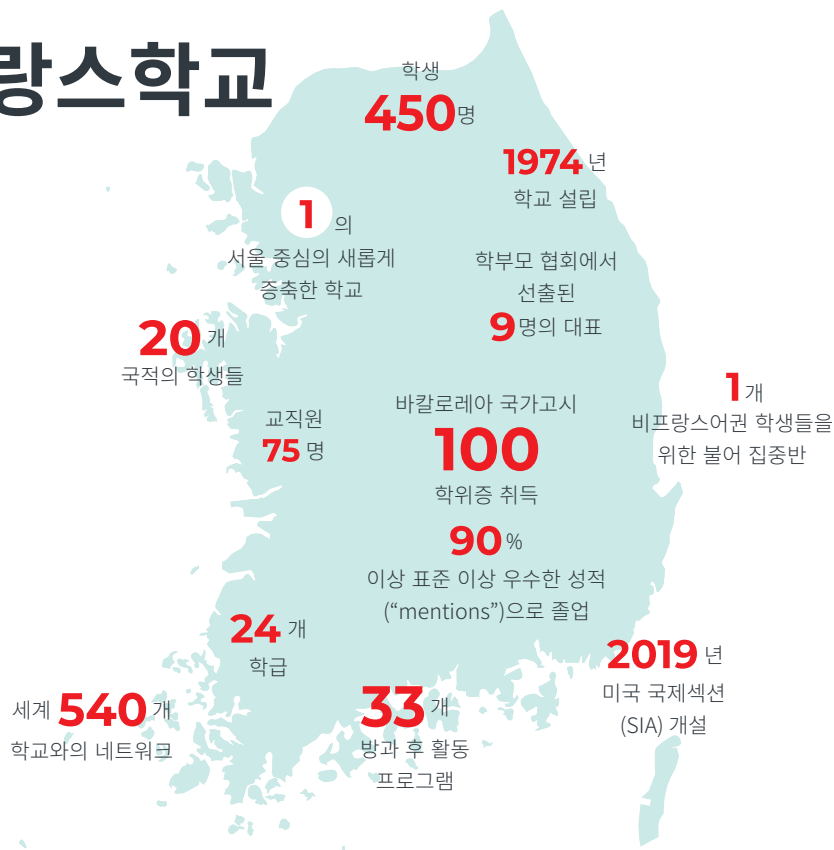 랑스학교
학생
450명
1974 년
학교 설립
1 의
서울 중심의 새롭게
증축한 학교
학부모 협회에서
선출된
9명의 대표
20 개
국적의 학생들
1개
비프랑스어권 학생들을
위한 불어 집중반
교직원
75 명
바칼로레아 국가고시
100
학위증 취득
90 %
이상 표준 이상 우수한 성적
(“mentions”)으로 졸업
24 개
학급
2019 년
미국 국제섹션
(SIA) 개설
세계 540 개
학교와의 네트워크
33 개
방과 후 활동
프로그램